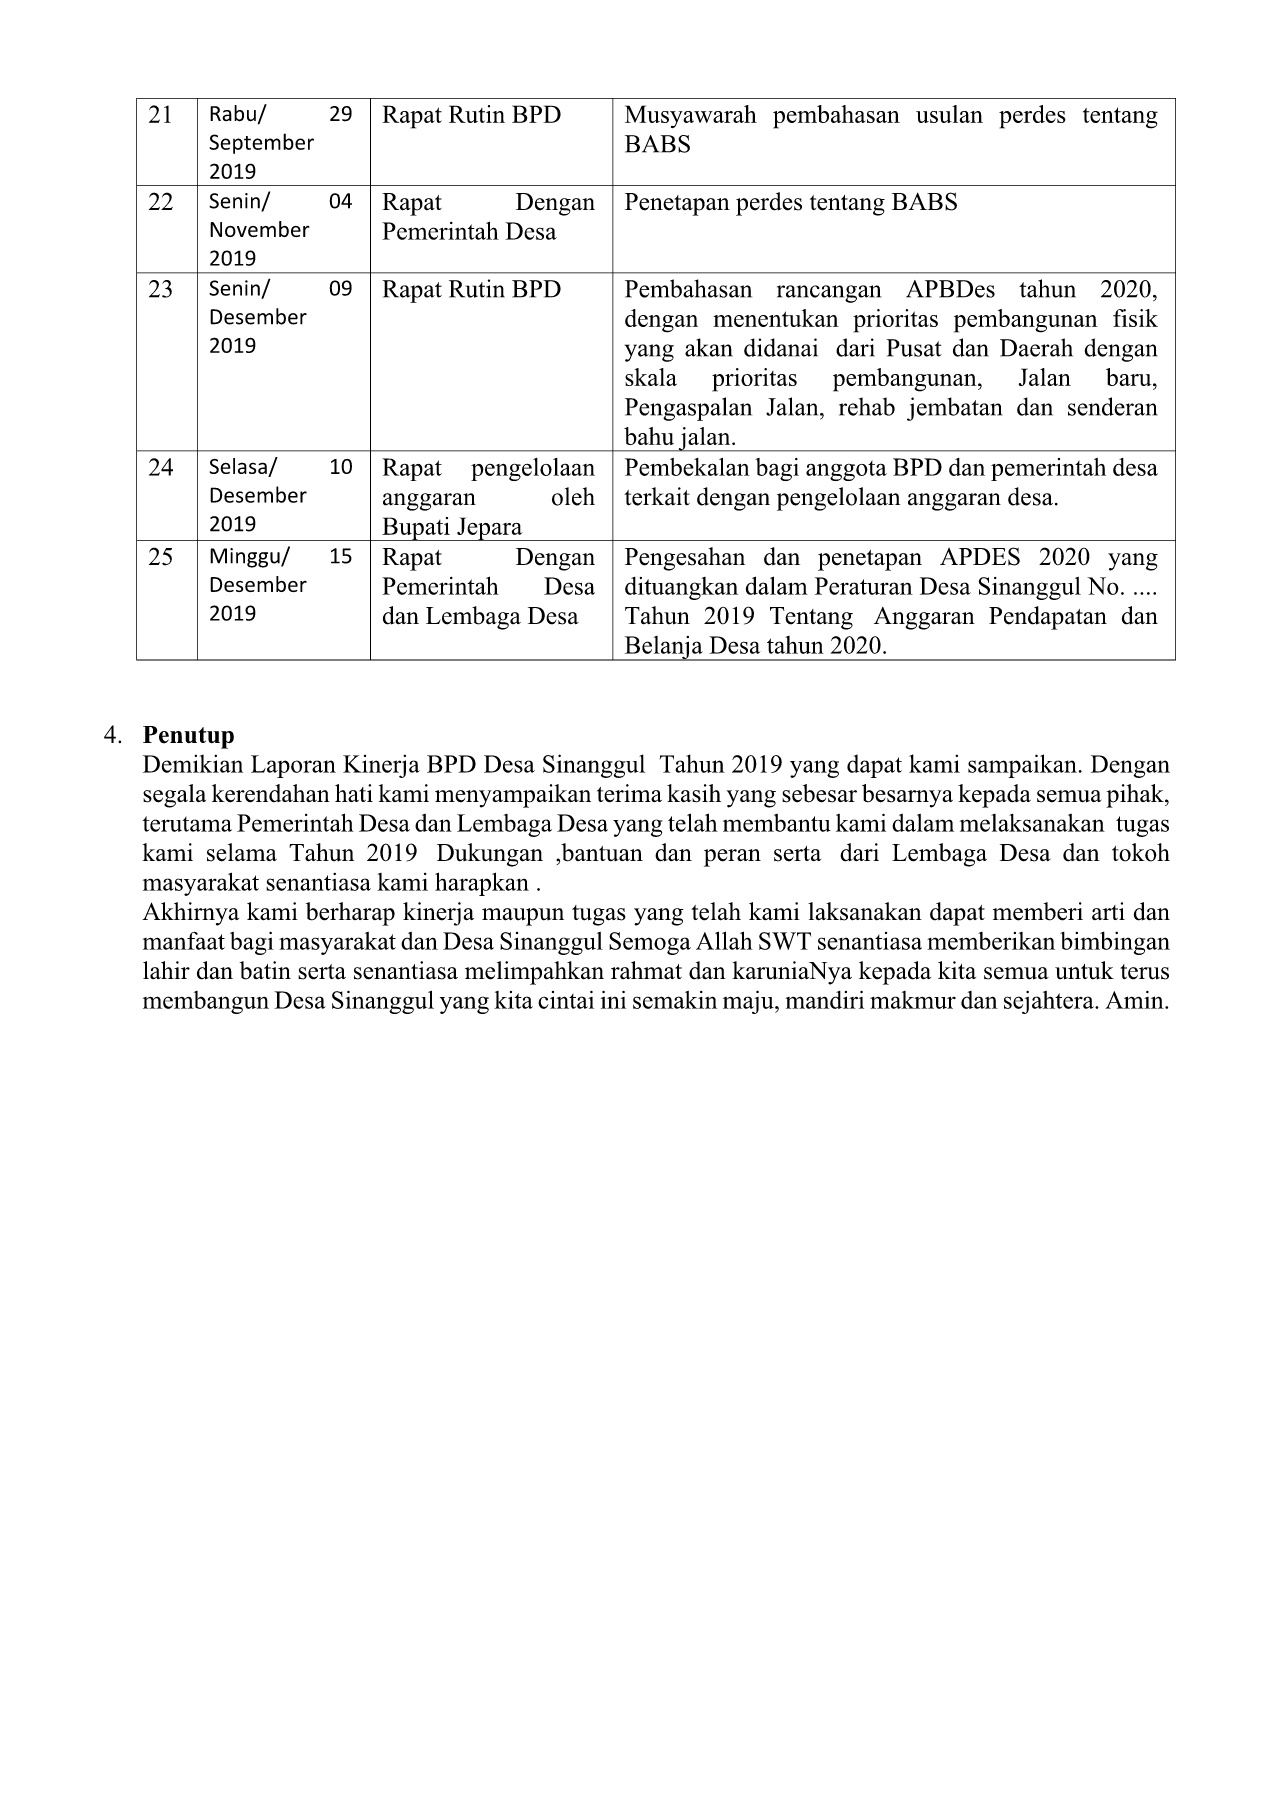 21 Rabu/ 29 Rapat Rutin BPD Musyawarah pembahasan usulan perdes tentang
September BABS
2019
22 Senin/ 04 Rapat Dengan Penetapan perdes tentang BABS
November Pemerintah Desa
2019
23 Senin/ 09 Rapat Rutin BPD Pembahasan rancangan APBDes tahun 2020,
Desember dengan menentukan prioritas pembangunan fisik
2019 yang akan didanai dari Pusat dan Daerah dengan
skala prioritas pembangunan, Jalan baru,
Pengaspalan Jalan, rehab jembatan dan senderan
bahu jalan.
24 Selasa/ 10 Rapat pengelolaan Pembekalan bagi anggota BPD dan pemerintah desa
Desember anggaran oleh terkait dengan pengelolaan anggaran desa.
2019 Bupati Jepara
25 Minggu/ 15 Rapat Dengan Pengesahan dan penetapan APDES 2020 yang
Desember Pemerintah Desa dituangkan dalam Peraturan Desa Sinanggul No. ....
2019 dan Lembaga Desa Tahun 2019 Tentang Anggaran Pendapatan dan
Belanja Desa tahun 2020.
4. Penutup
Demikian Laporan Kinerja BPD Desa Sinanggul Tahun 2019 yang dapat kami sampaikan. Dengan
segala kerendahan hati kami menyampaikan terima kasih yang sebesar besarnya kepada semua pihak,
terutama Pemerintah Desa dan Lembaga Desa yang telah membantu kami dalam melaksanakan tugas
kami selama Tahun 2019 Dukungan ,bantuan dan peran serta dari Lembaga Desa dan tokoh
masyarakat senantiasa kami harapkan .
Akhirnya kami berharap kinerja maupun tugas yang telah kami laksanakan dapat memberi arti dan
manfaat bagi masyarakat dan Desa Sinanggul Semoga Allah SWT senantiasa memberikan bimbingan
lahir dan batin serta senantiasa melimpahkan rahmat dan karuniaNya kepada kita semua untuk terus
membangun Desa Sinanggul yang kita cintai ini semakin maju, mandiri makmur dan sejahtera. Amin.